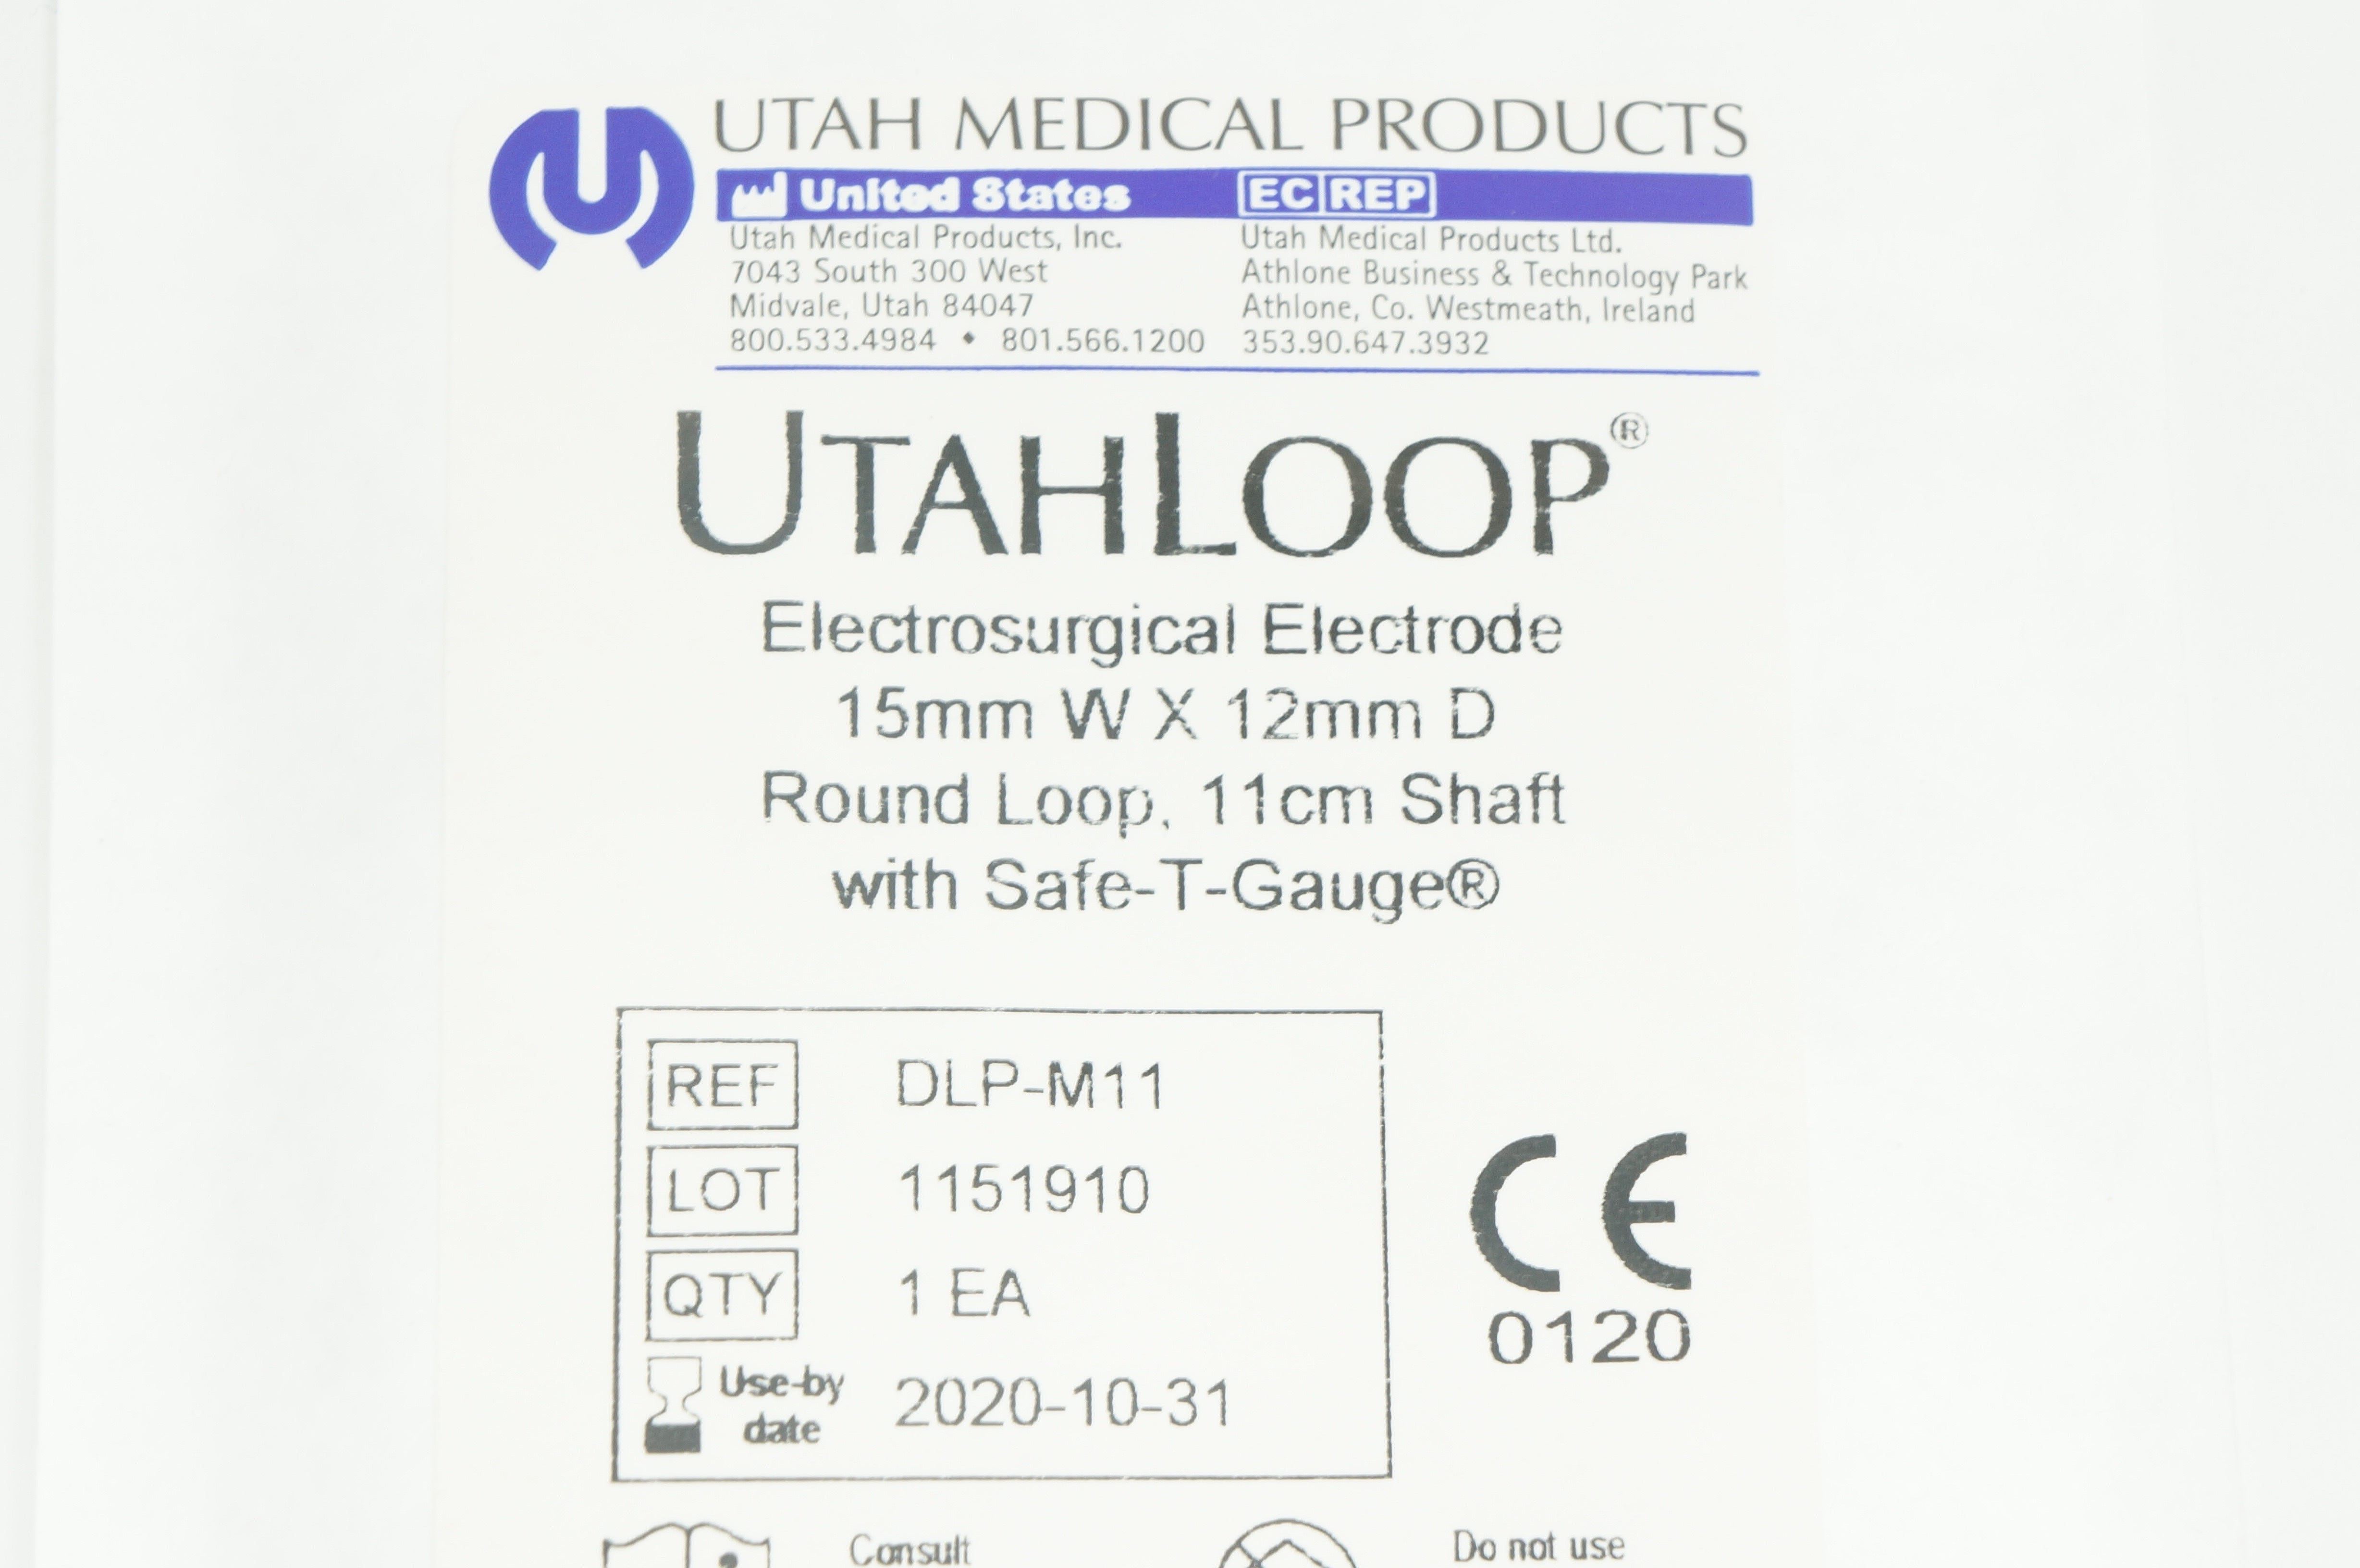 UTAH MEDICAL PRODUCTS
United States
Utah Medical Products, Inc.
7043 South 300 West
Midvale, Utah 84047
800.533.4984 • 801.566.1200
EC REP
Utah Medical Products Ltd.
Athlone Business & Technology Park
Athlone, Co. Westmeath, Ireland
353.90.647.3932
UTAHLOOP®
Electrosurgical Electrode
15mm W X 12mm D
Round Loop, 11cm Shaft
with Safe-T-Gauge®
REF DLP-M11
LOT 1151910
QTY 1 EA
Use-by
date 2020-10-31
CE
0120
Consult
Do not use